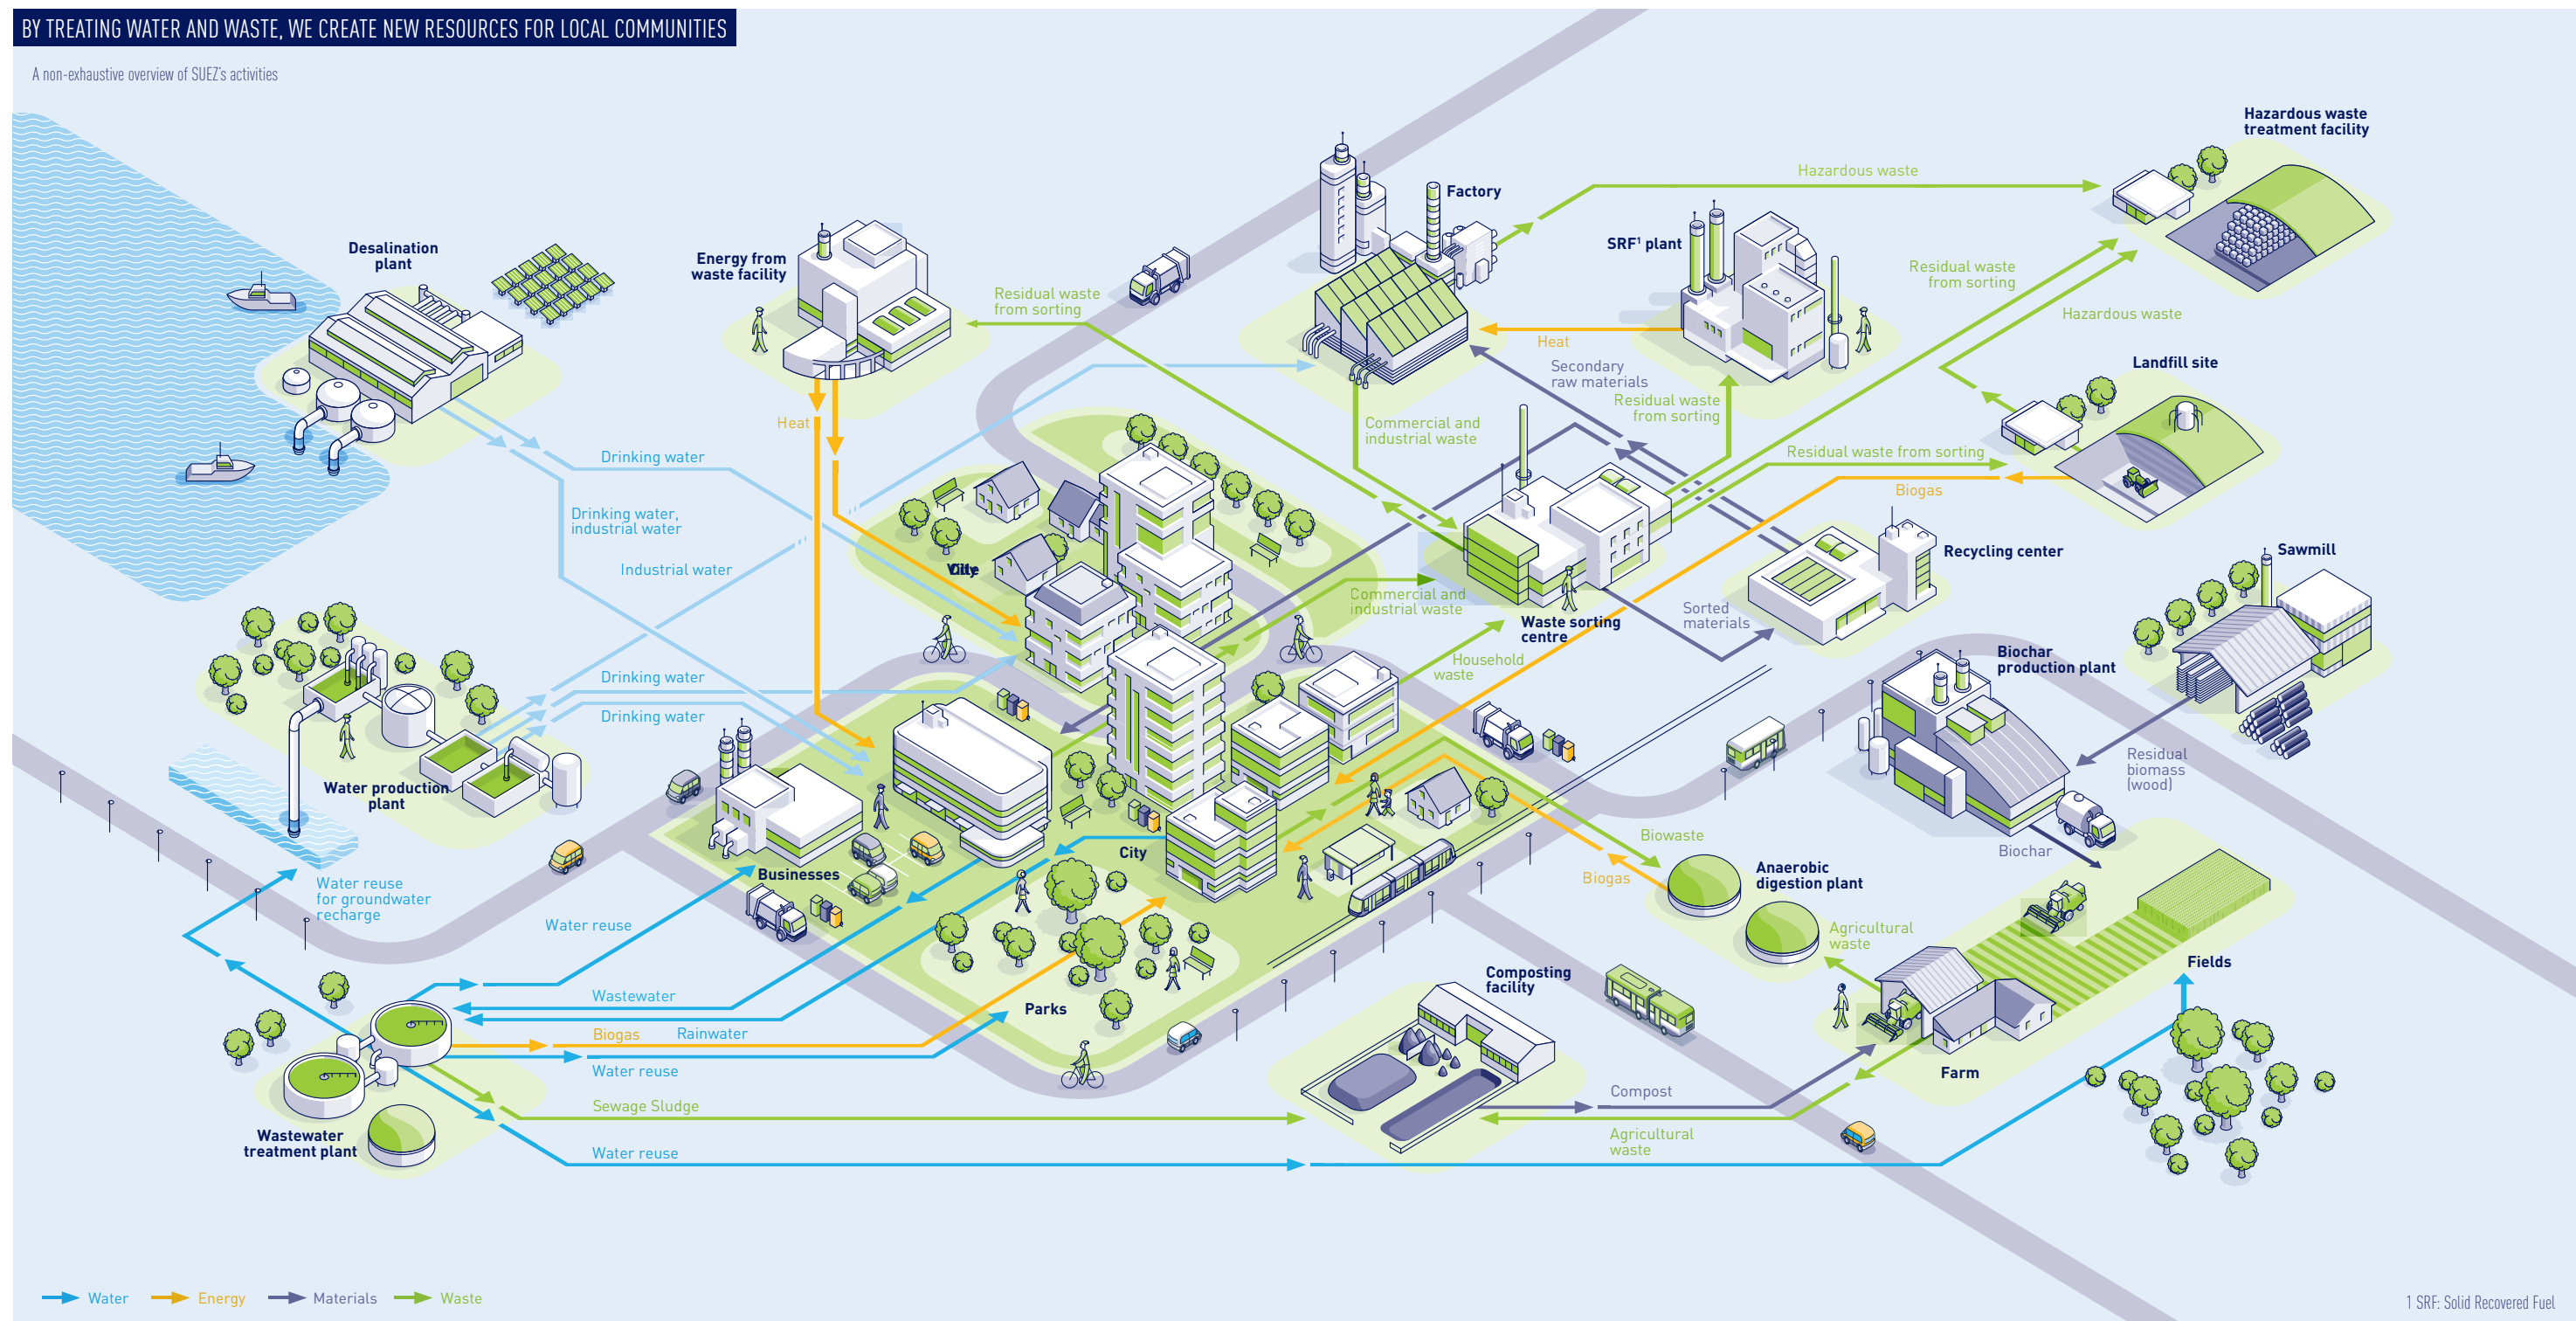 BY TREATING WATER AND WASTE, WE CREATE NEW RESOURCES FOR LOCAL COMMUNITIES
A non-exhaustive overview of SUEZ's activities
Hazardous waste
treatment facility
Hazardous waste
Factory
SRF¹ plant
Desalination
plant
Energy from
waste facility
Residual waste
from sorting
Residual waste
from sorting
Hazardous waste
Heat
Landfill site
Secondary
raw materials
Residual waste
from sorting
Heat
Commercial and
industrial waste
Drinking water
Residual waste from sorting
Biogas
Drinking water,
industrial water
Industrial water
City
Recycling center
Sawmill
Commercial and
industrial waste
Sorted
materials
Waste sorting
centre
Household
waste
Biochar
production plant
Drinking water
Drinking water
Residual
biomass
(wood)
Water production
plant
Biowaste
Biochar
City
Businesses
Anaerobic
digestion plant
Biogas
Water reuse
for groundwater
recharge
Water reuse
Agricultural
waste
Fields
Composting
facility
Wastewater
Parks
Biogas
Rainwater
Water reuse
Farm
Compost
Sewage Sludge
Wastewater
treatment plant
Agricultural
waste
Water reuse
Water
Energy
Materials
Waste
1 SRF: Solid Recovered Fuel